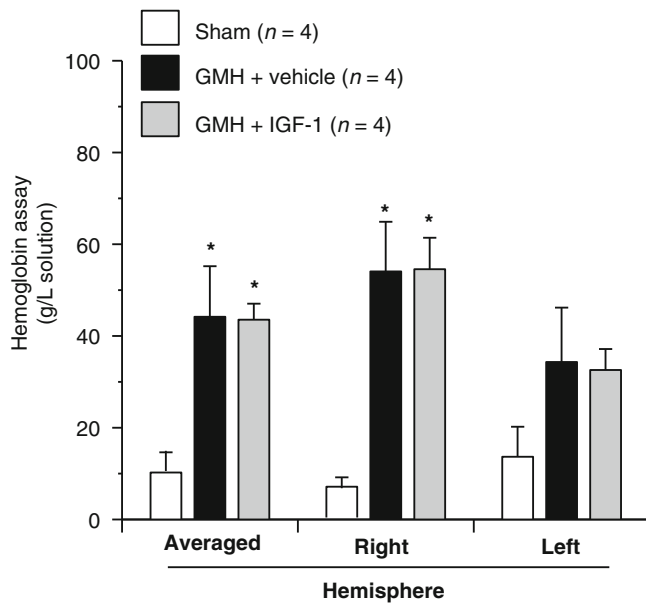 Sham (n = 4)
GMH + vehicle (n = 4)
GMH + IGF-1 (n = 4)
Hemoglobin assay
(g/L solution)
100
80
60
40
20
0
* * * *
Averaged Right Left
Hemisphere